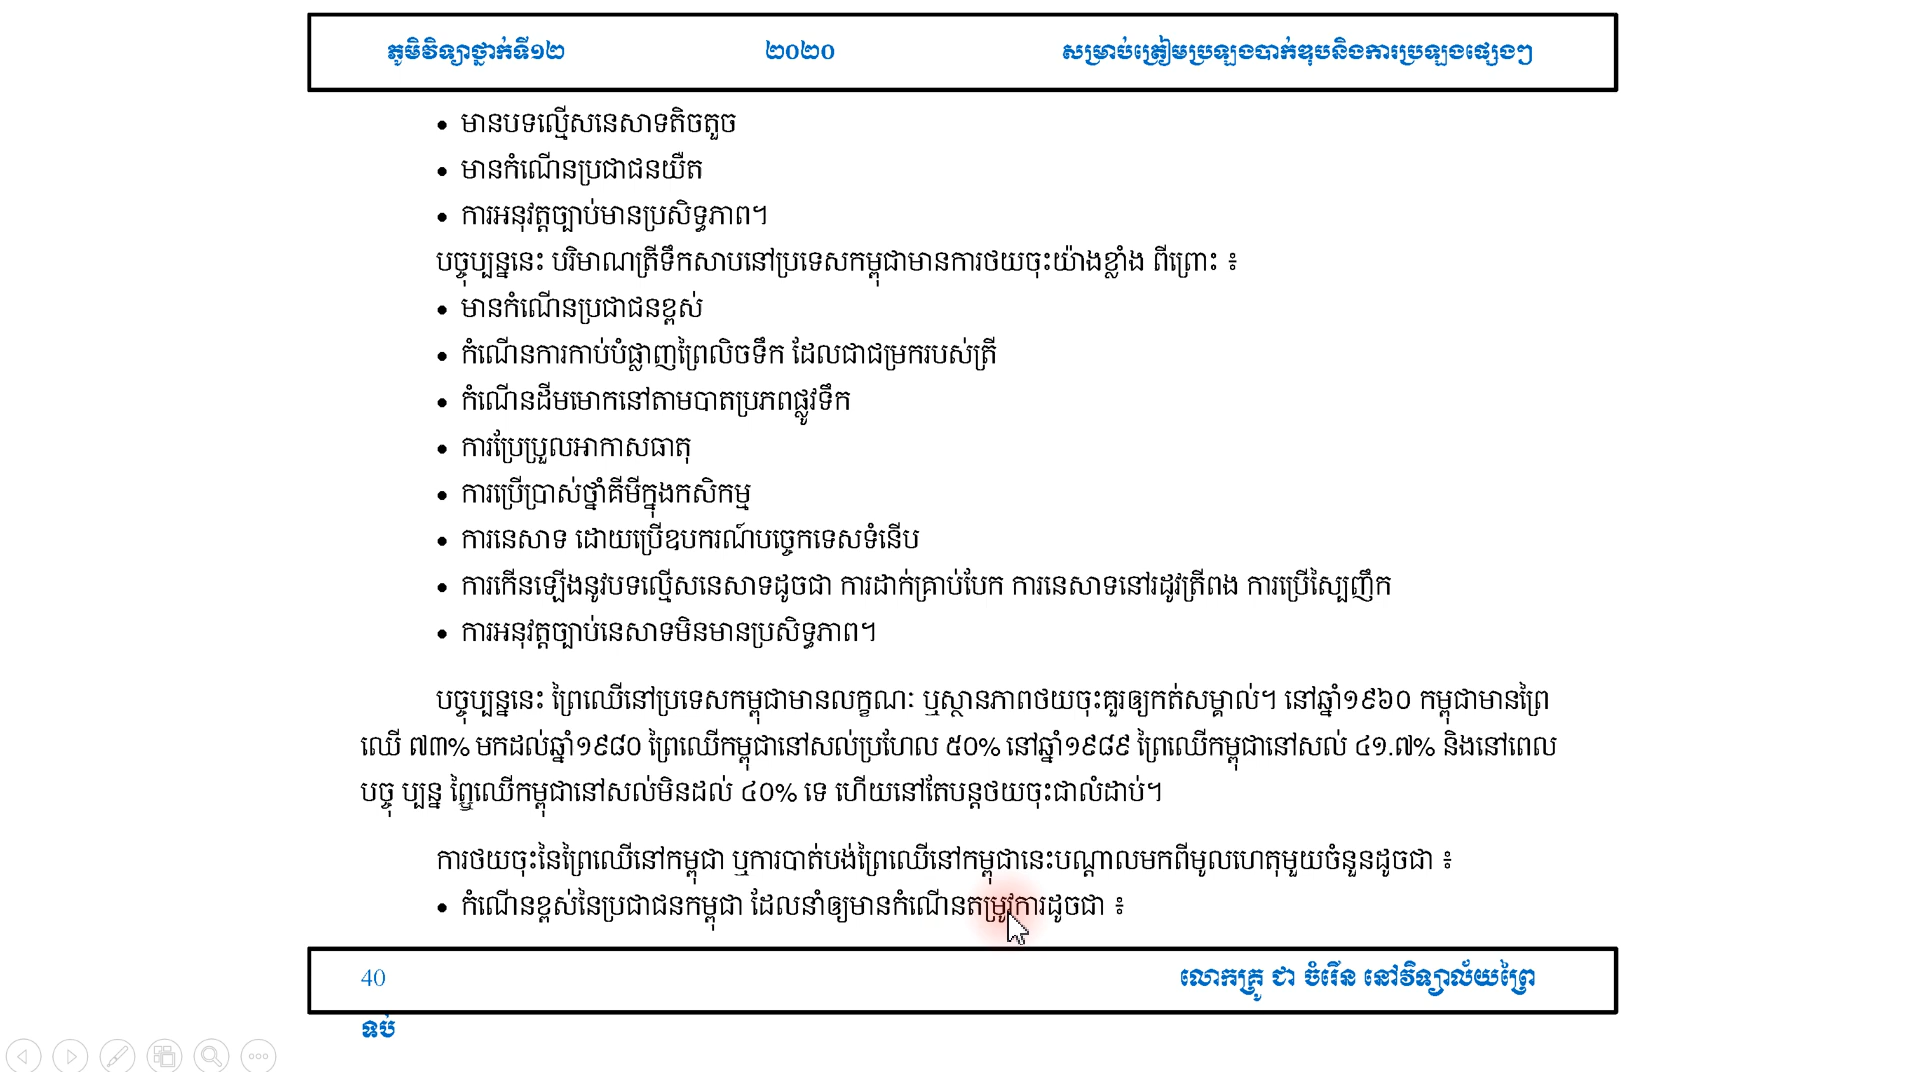 ភូមិវិទ្យាថ្នាក់ទី១២ ២០២០ សម្រាប់ត្រៀមប្រឡងបាក់ឌុបនិងការប្រឡងផ្សេងៗ
• មានបទល្មើសនេសាទតិចតួច
• មានកំណើនប្រជាជនយឺត
• ការអនុវត្តច្បាប់មានប្រសិទ្ធភាព។
បច្ចុប្បន្ននេះ បរិមាណត្រីទឹកសាបនៅប្រទេសកម្ពុជាមានការថយចុះយ៉ាងខ្លាំង ពីព្រោះ ៖
• មានកំណើនប្រជាជនខ្ពស់
• កំណើនការកាប់បំផ្លាញព្រៃលិចទឹក ដែលជាជម្រករបស់ត្រី
• កំណើនដីមមោកនៅតាមបាតប្រភពផ្លូវទឹក
• ការប្រែប្រួលអាកាសធាតុ
• ការប្រើប្រាស់ថ្នាំគីមីក្នុងកសិកម្ម
• ការនេសាទ ដោយប្រើឧបករណ៍បច្ចេកទេសទំនើប
• ការកើនឡើងនូវបទល្មើសនេសាទដូចជា ការដាក់គ្រាប់បែក ការនេសាទនៅរដូវត្រីពង ការប្រើស្បៃញឹក
• ការអនុវត្តច្បាប់នេសាទមិនមានប្រសិទ្ធភាព។
បច្ចុប្បន្ននេះ ព្រៃឈើនៅប្រទេសកម្ពុជាមានលក្ខណៈ ឬស្ថានភាពថយចុះគួរឲ្យកត់សម្គាល់។ នៅឆ្នាំ១៩៦០ កម្ពុជាមានព្រៃ
ឈើ ៧៣% មកដល់ឆ្នាំ១៩៨០ ព្រៃឈើកម្ពុជានៅសល់ប្រហែល ៥០% នៅឆ្នាំ១៩៨៩ ព្រៃឈើកម្ពុជានៅសល់ ៤១.៧% និងនៅពេល
បច្ចុ ប្បន្ន ឈើកម្ពុជានៅសល់មិនដល់ ៤០% ទេ ហើយនៅតែបន្តថយចុះជាលំដាប់។
ការថយចុះនៃព្រៃឈើនៅកម្ពុជា ឬការបាត់បង់ព្រៃឈើនៅកម្ពុជានេះបណ្តាលមកពីមូលហេតុមួយចំនួនដូចជា ៖
• កំណើនខ្ពស់នៃប្រជាជនកម្ពុជា ដែលនាំឲ្យមានកំណើនតម្រូវការដូចជា ៖
40 លោកគ្រូ ជា ចំរើន នៅវិទ្យាល័យព្រៃ
ទប់